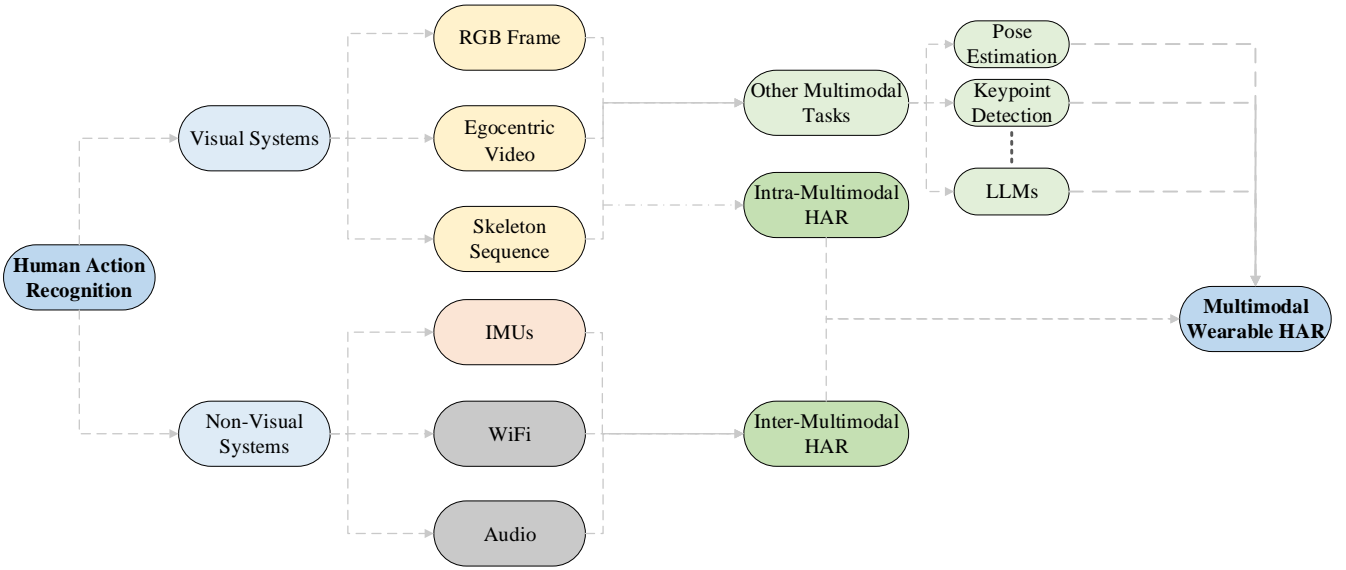 Human Action
Recognition
Visual Systems
Non-Visual
Systems
RGB Frame
Egocentric
Video
Skeleton
Sequence
IMUs
WiFi
Audio
Other Multimodal
Tasks
Intra-Multimodal
HAR
Inter-Multimodal
HAR
Pose
Estimation
Keypoint
Detection
LLMs
Multimodal
Wearable HAR